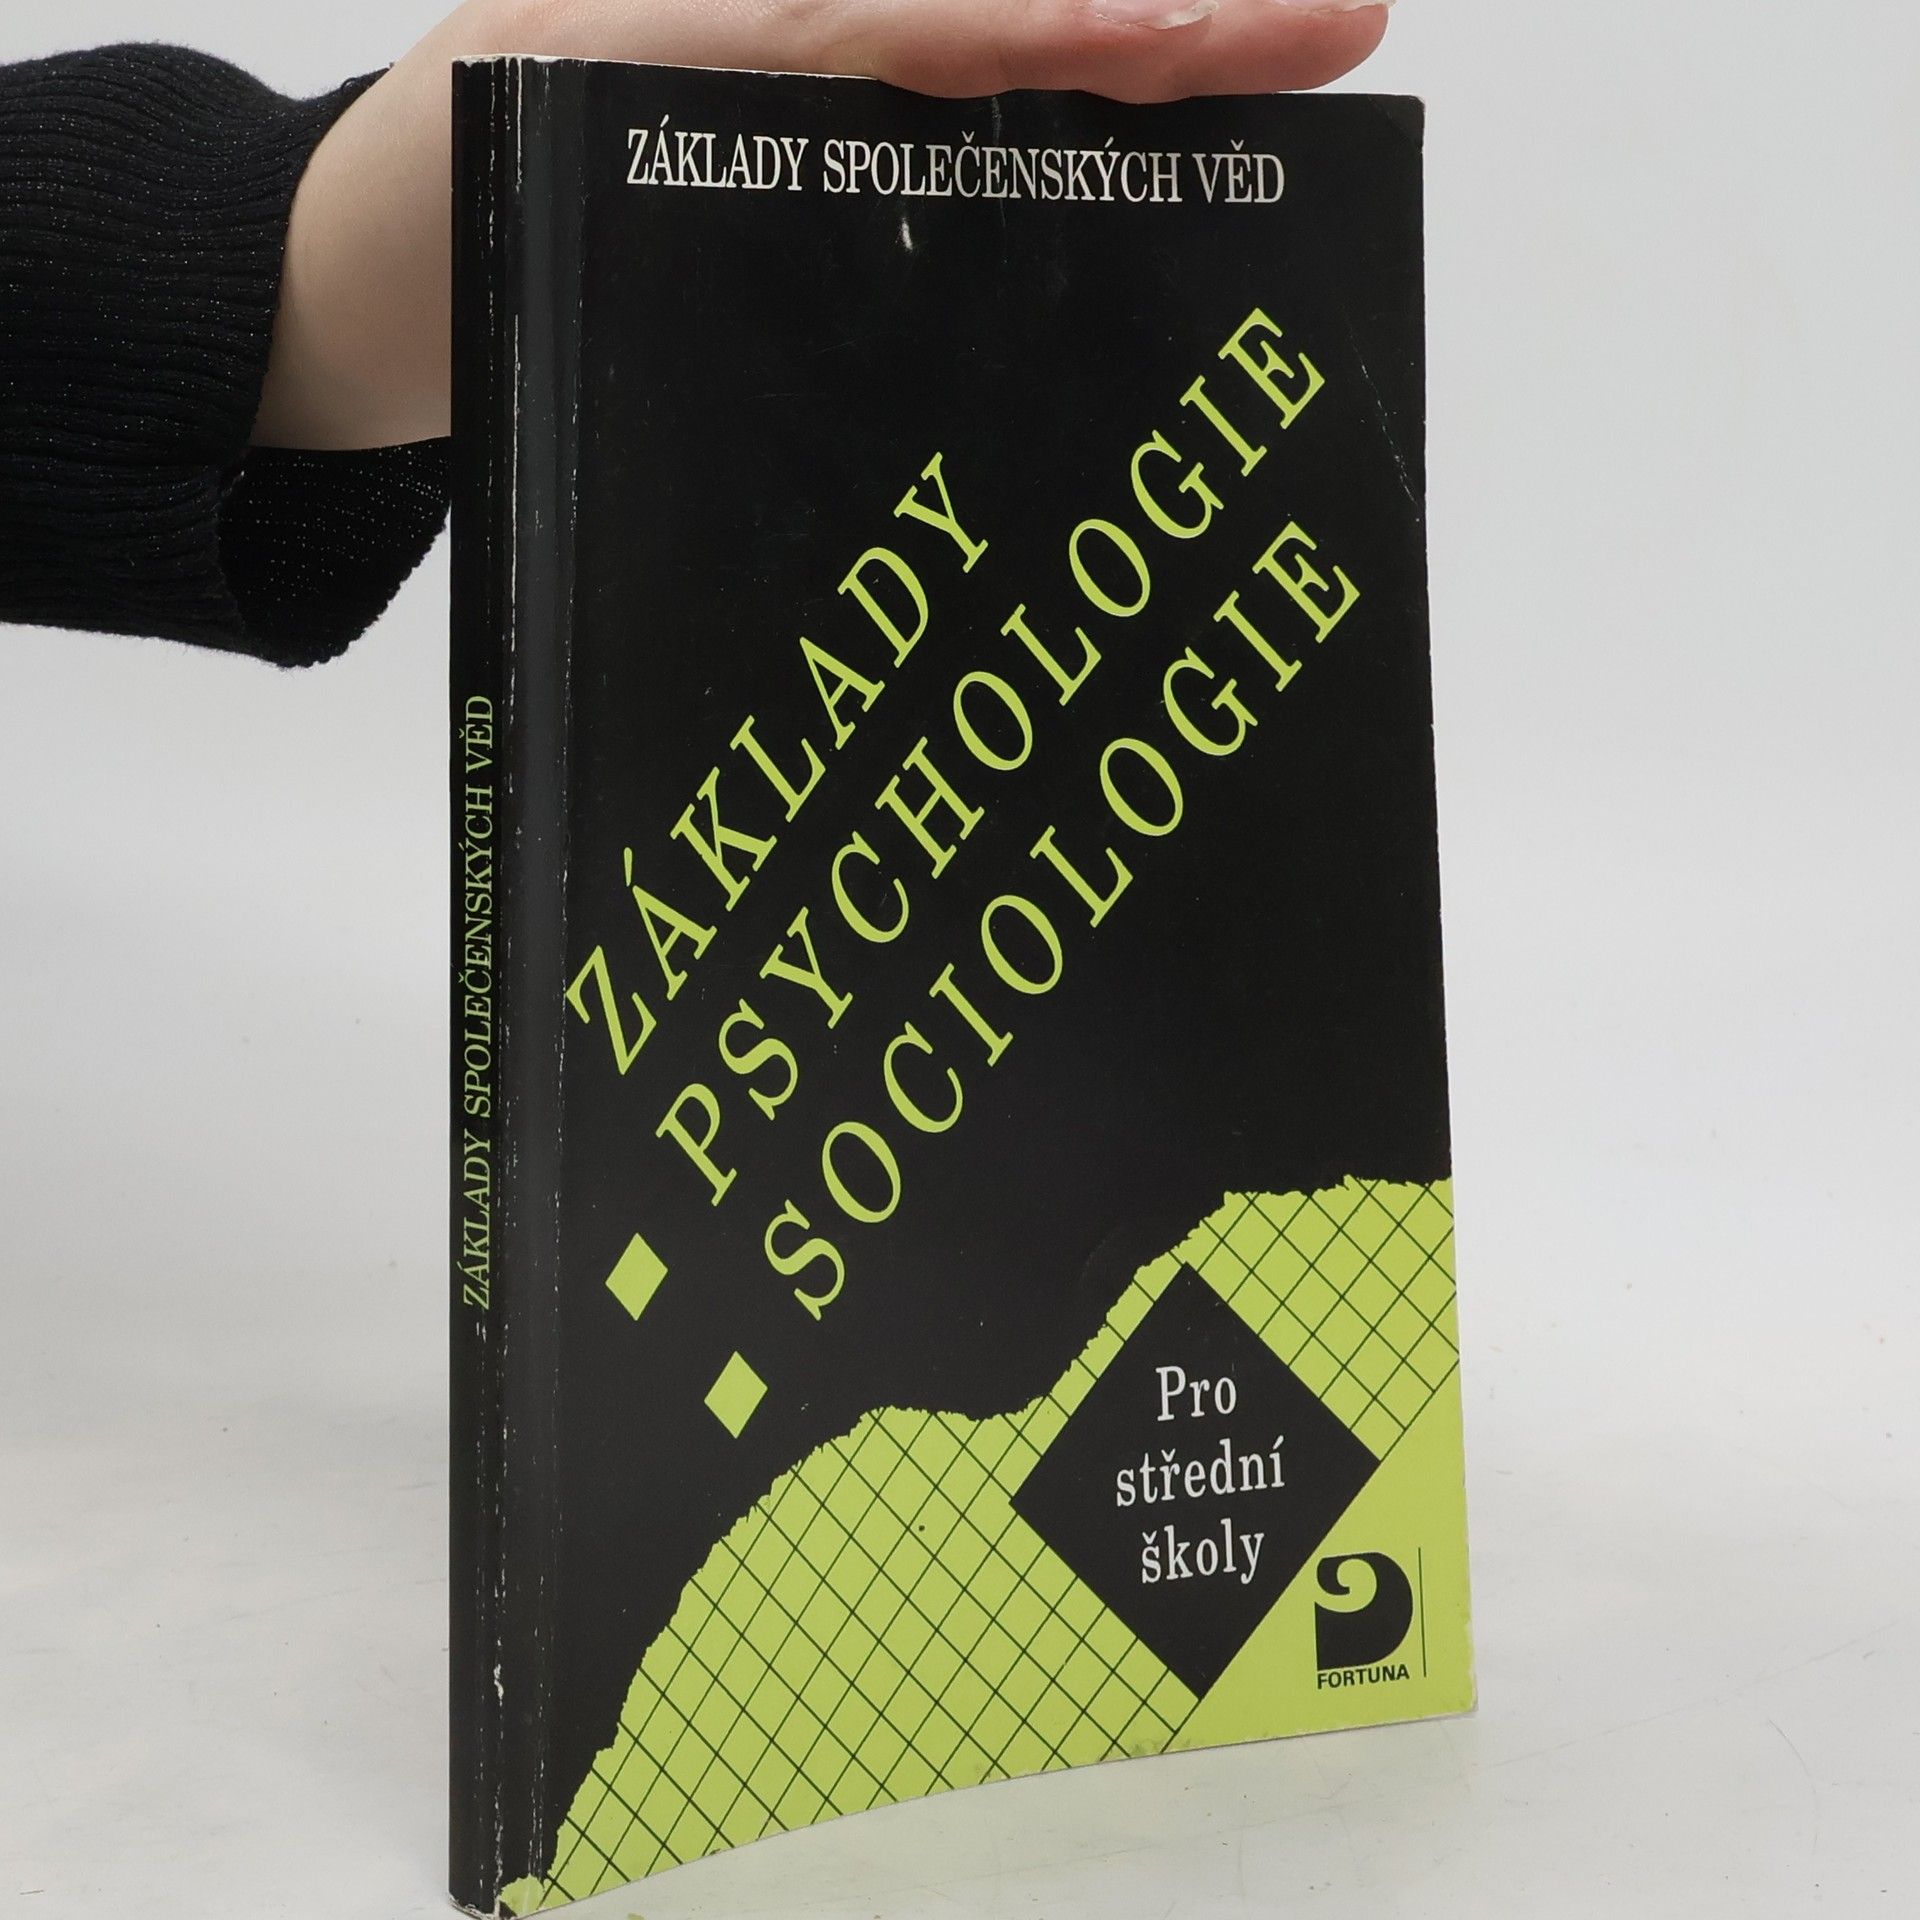 ZÁKLADY SPOLEČENSKÝCH VĚD
ZÁKLADY
PSYCHOLOGIE
SOCIOLOGIE
Pro
střední
školy
FORTUNA
ZÁKLADY SPOLEČENSKÝCH VĚD